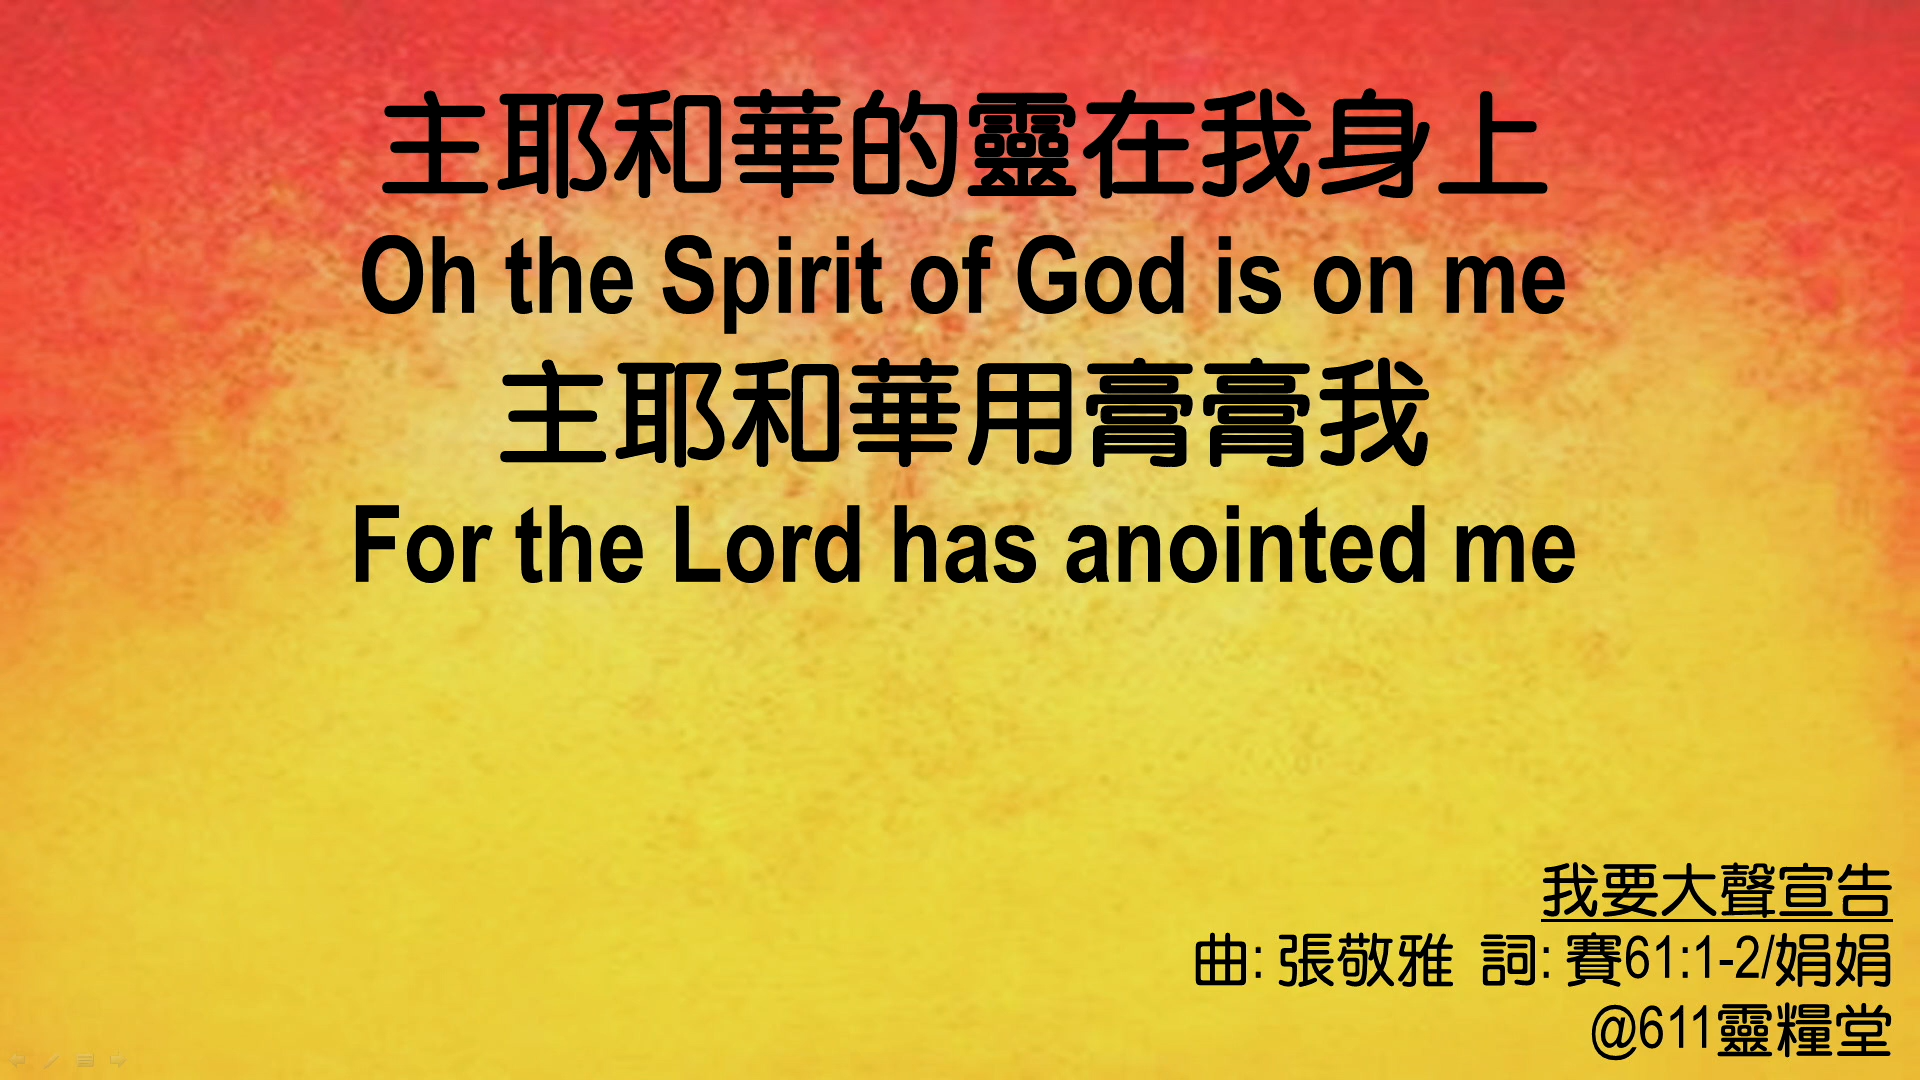 主耶和華的靈在我身上
Oh the Spirit of God is on me
主耶和華用膏膏我
For the Lord has anointed me
我要大聲宣告
曲: 張敬雅 詞: 賽61:1-2/娟娟
@611靈糧堂